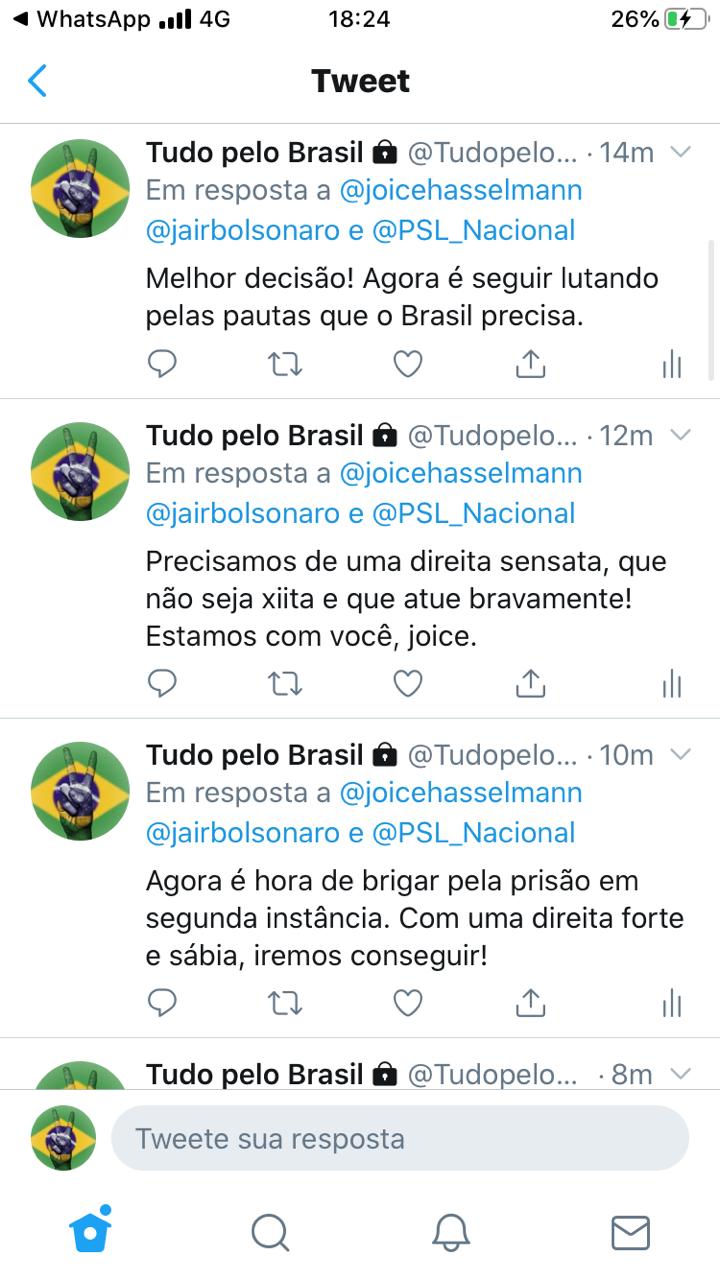 WhatsApp 4G 18:24 26%
Tweet
Tudo pelo Brasil @Tudopelo... · 14m
Em resposta a @joicehasselmann
@jairbolsonaro e @PSL_Nacional
Melhor decisão! Agora é seguir lutando
pelas pautas que o Brasil precisa.
Tudo pelo Brasil @Tudopelo... · 12m
Em resposta a @joicehasselmann
@jairbolsonaro e @PSL_Nacional
Precisamos de uma direita sensata, que
não seja xiita e que atue bravamente!
Estamos com você, joice.
Tudo pelo Brasil @Tudopelo... · 10m
Em resposta a @joicehasselmann
@jairbolsonaro e @PSL_Nacional
Agora é hora de brigar pela prisão em
segunda instância. Com uma direita forte
e sábia, iremos conseguir!
Tudo pelo Brasil @Tudopelo... · 8m
Tweete sua resposta